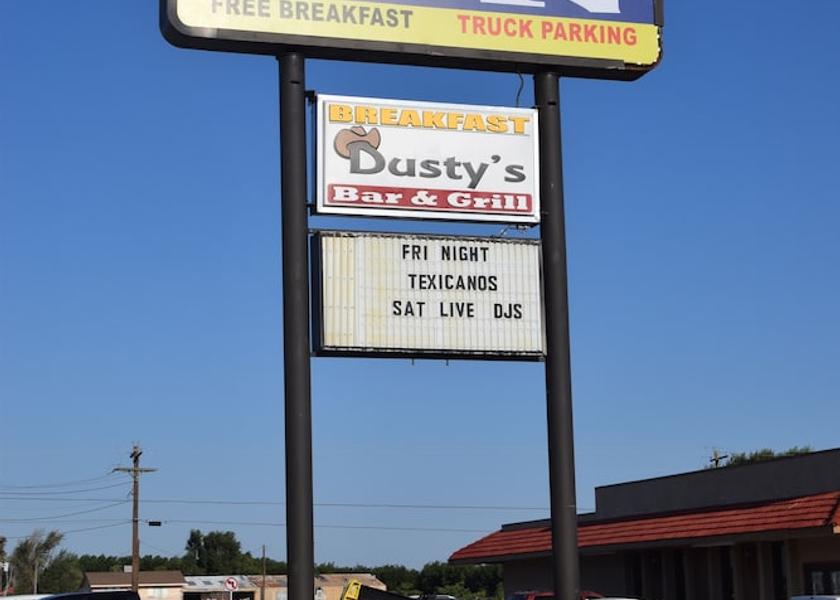 FREE BREAKFAST TRUCK PARKING
BREAKFAST
Dusty's
Bar & Grill
FRI NIGHT
TEXICANOS
SAT LIVE DJS